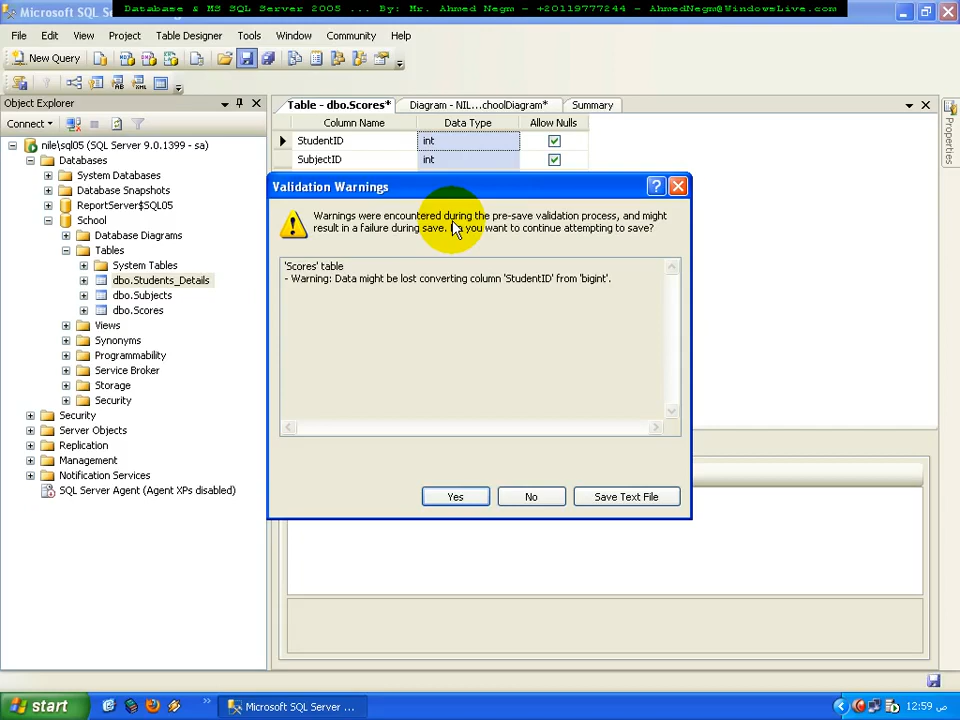 Microsoft SQL Ser
Database & MS SQL Server 2005 ... By: Mr. Ahmed Negm - +20119777244 - AhmedNegm@WindowsLive.com
File Edit View Project Table Designer Tools Window Community Help
New Query
Object Explorer
Table - dbo.Scores* Diagram - NIL...choolDiagram* Summary
Connect
Column Name Data Type Allow Nulls
StudentID int
SubjectID int
nile\sql05 (SQL Server 9.0.1399 - sa)
Databases
System Databases
Database Snapshots
ReportServer$SQL05
School
Database Diagrams
Tables
System Tables
dbo.Students_Details
dbo.Subjects
dbo.Scores
Views
Synonyms
Programmability
Service Broker
Storage
Security
Security
Server Objects
Replication
Management
Notification Services
SQL Server Agent (Agent XPs disabled)
Properties
Validation Warnings
Warnings were encountered during the pre-save validation process, and might
result in a failure during save. you want to continue attempting to save?
'Scores' table
- Warning: Data might be lost converting column 'StudentID' from 'bigint'.
Yes No Save Text File
start Microsoft SQL Server ... 12:59 ص